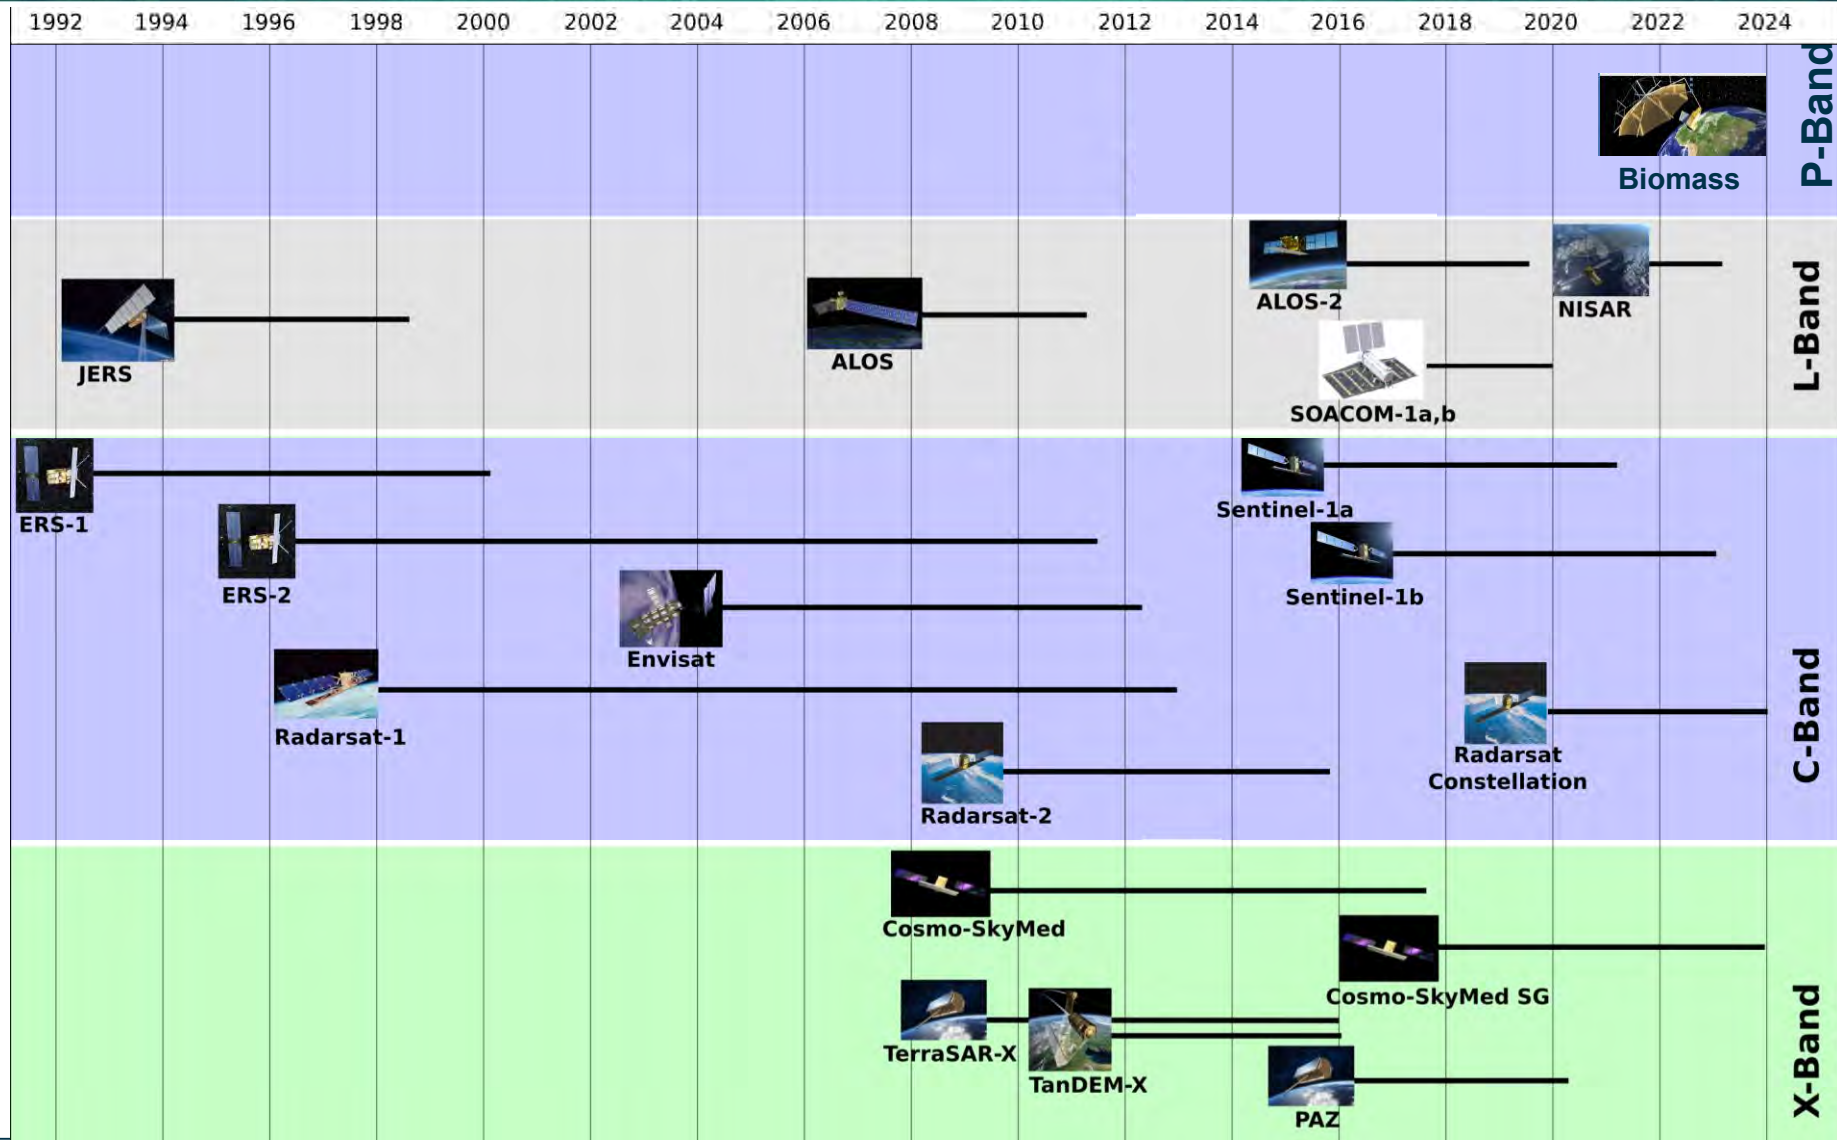 1992 1994 1996 1998 2000 2002 2004 2006 2008 2010 2012 2014 2016 2018 2020 2022 2024
P-Band
Biomass
L-Band
JERS
ALOS
ALOS-2
NISAR
SOACOM-1a,b
C-Band
ERS-1
ERS-2
Envisat
Radarsat-1
Radarsat-2
Sentinel-1a
Sentinel-1b
Radarsat
Constellation
X-Band
Cosmo-SkyMed
Cosmo-SkyMed SG
TerraSAR-X
TanDEM-X
PAZ